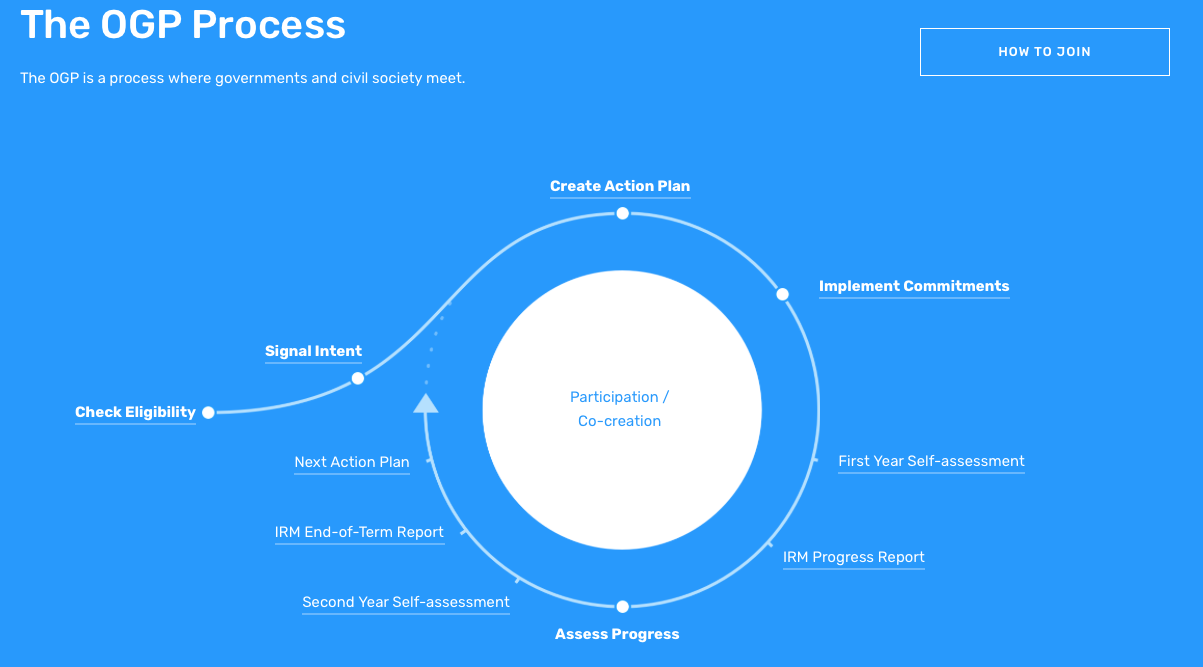 The OGP Process
HOW TO JOIN
The OGP is a process where governments and civil society meet.
Create Action Plan
Implement Commitments
Signal Intent
Check Eligibility
Participation /
Co-creation
Next Action Plan
First Year Self-assessment
IRM End-of-Term Report
IRM Progress Report
Second Year Self-assessment
Assess Progress